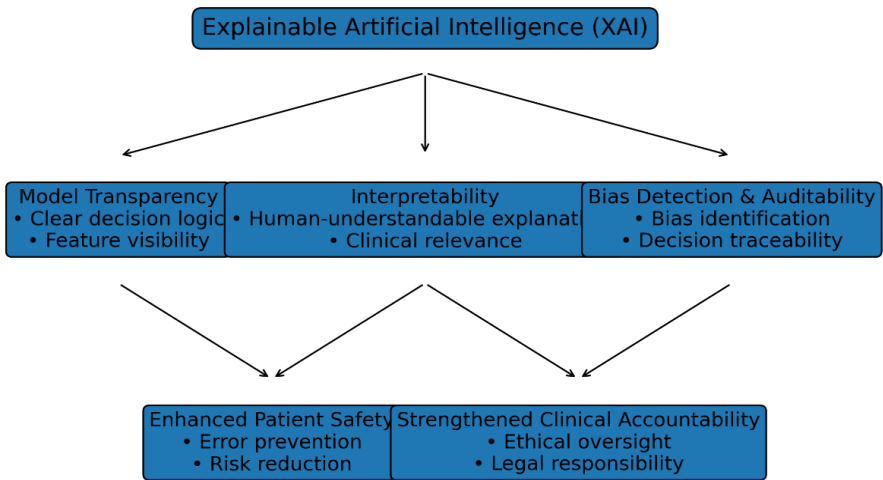 Explainable Artificial Intelligence (XAI)
Model Transparency
• Clear decision logic
• Feature visibility
Interpretability
• Human-understandable
• Clinical relevance
Bias Detection & Auditability
• Bias identification
• Decision traceability
Enhanced Patient Safety
• Error prevention
• Risk reduction
Strengthened Clinical Accountability
• Ethical oversight
• Legal responsibility